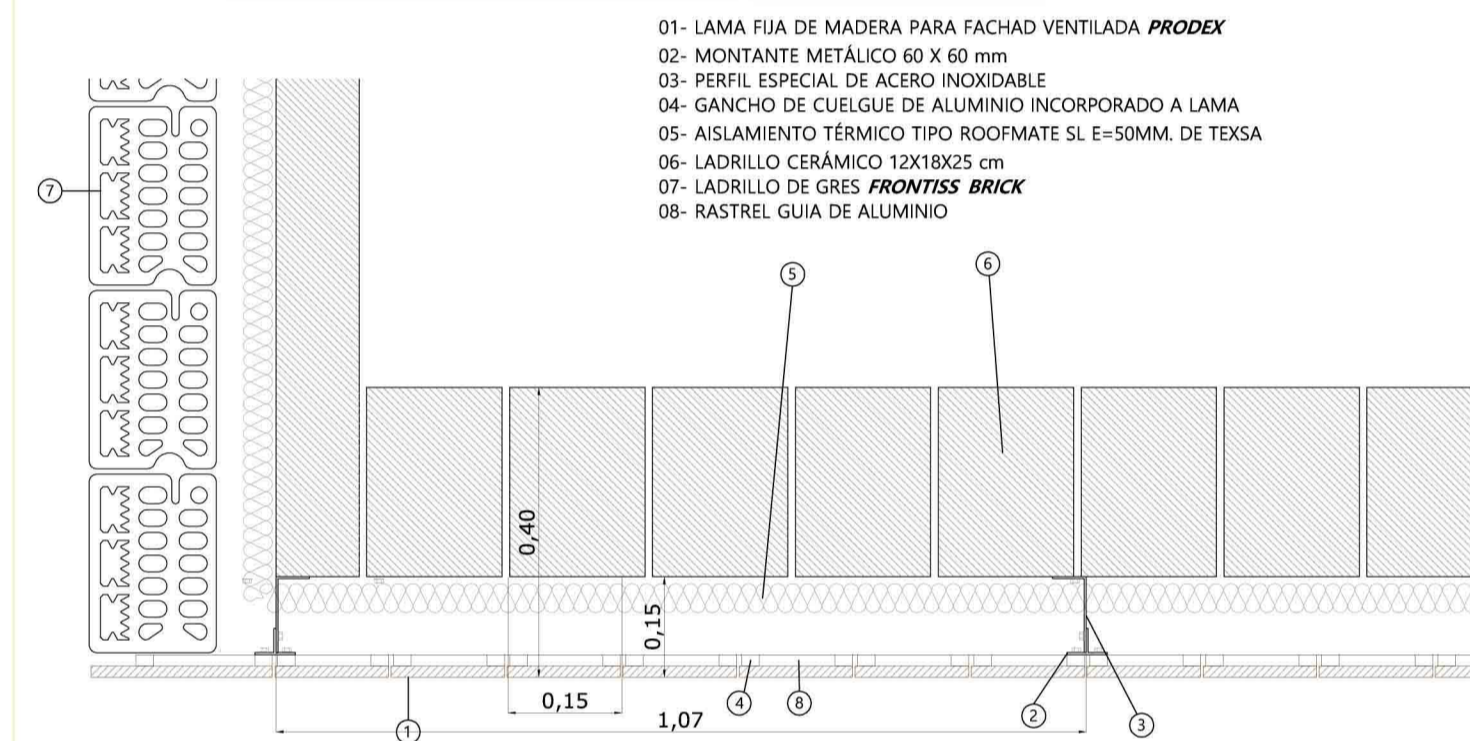 01- LAMA FIJA DE MADERA PARA FACHAD VENTILADA PRODEX
02- MONTANTE METÁLICO 60 X 60 mm
03- PERFIL ESPECIAL DE ACERO INOXIDABLE
04- GANCHO DE CUELGUE DE ALUMINIO INCORPORADO A LAMA
05- AISLAMIENTO TÉRMICO TIPO ROOFMATE SL E=50MM. DE TEXSA
06- LADRILLO CERÁMICO 12X18X25 cm
07- LADRILLO DE GRES FRONTISS BRICK
08- RASTREL GUIA DE ALUMINIO
7
5
6
0,40
0,15
0,15
1,07
1
4
8
2
3